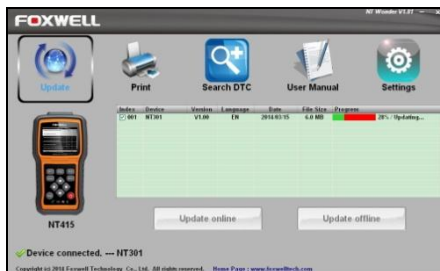 NT Wonder V1.01
FOXWELL
Update
Print
Search DTC
User Manual
Settings
Index Device Version Language Date File Size Progress
001 NT301 V1.00 EN 2014/03/15 6.0 MB 28% / Updating...
NT415
Update online
Update offline
Device connected. --- NT301
Copyright (c) 2014 Foxwell Technology Co., Ltd. All rights reserved. Home Page : www.foxwelltech.com